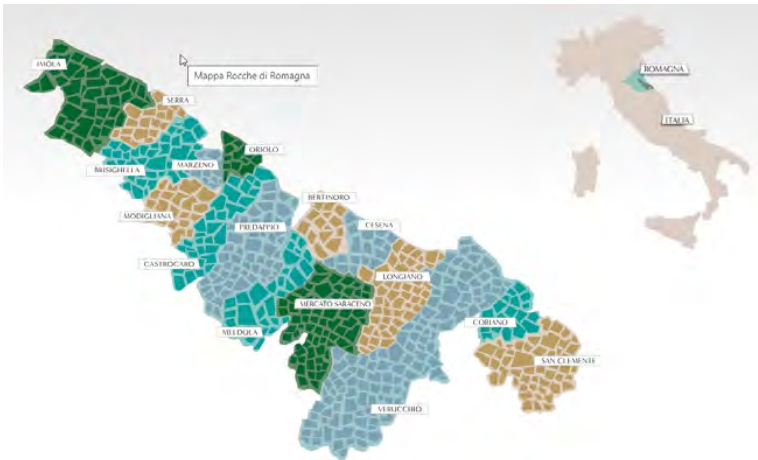 IMOLA
Mappa Rocche di Romagna
SERRA
ORIOLO
MARZENO
BRISIGHELLA
MODIGLIANA
BERTINORO
PREDAPPIO
CESENA
CASTROCARO
LONGIANO
MERCATO SARACENO
MELDOLA
CORIANO
SAN CLEMENTE
VERUCCHIO
ROMAGNA
ITALIA